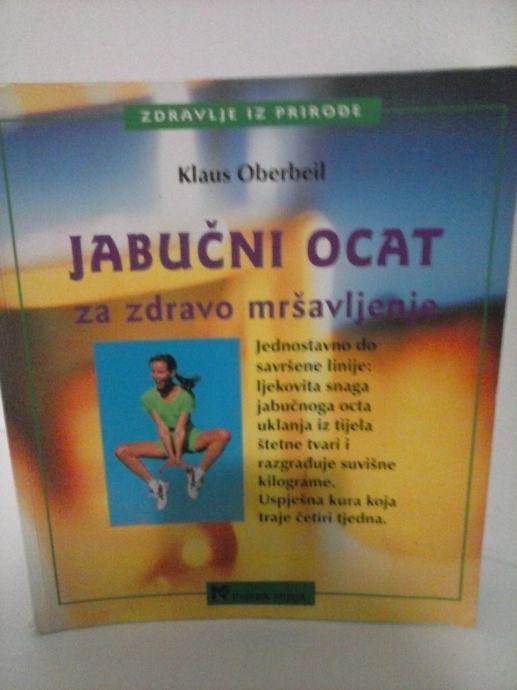 ZDRAVLJE IZ PRIRODE
Klaus Oberbeil
JABUČNI OCAT
za zdravo mršavljenje
Jednostavno do
savršene linije:
ljekovita snaga
jabučnoga octa
uklanja iz tijela
štetne tvari i
razgrađuje suvišne
kilograme.
Uspješna kura koja
traje četiri tjedna.